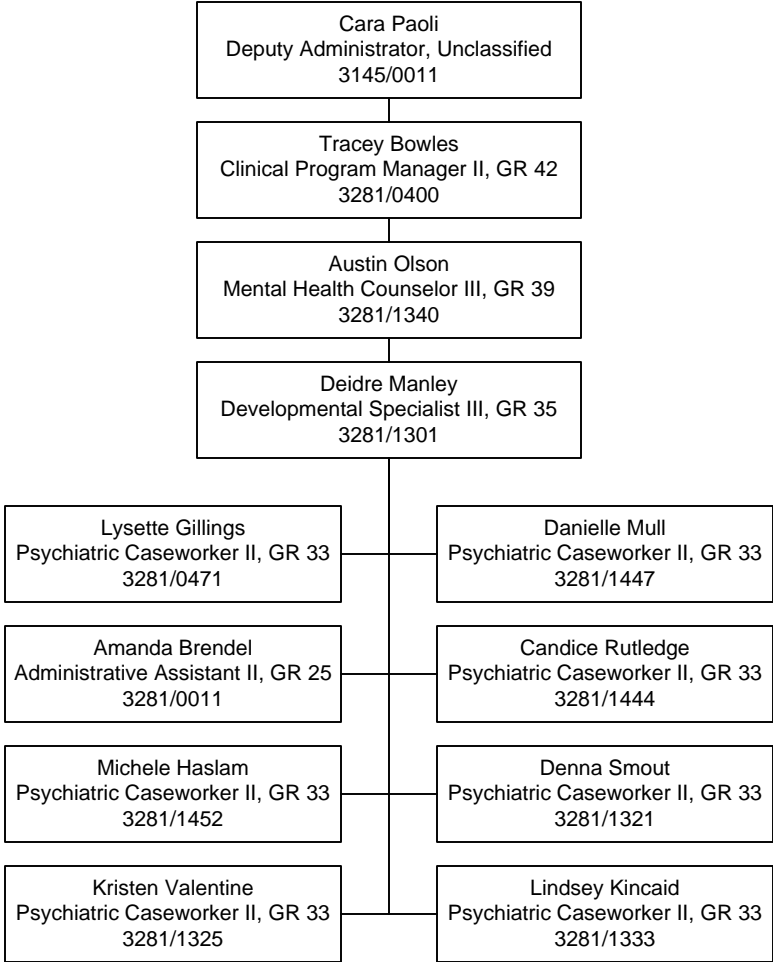 Cara Paoli
Deputy Administrator, Unclassified
3145/0011
Tracey Bowles
Clinical Program Manager II, GR 42
3281/0400
Austin Olson
Mental Health Counselor III, GR 39
3281/1340
Deidre Manley
Developmental Specialist III, GR 35
3281/1301
Lysette Gillings
Psychiatric Caseworker II, GR 33
3281/0471
Danielle Mull
Psychiatric Caseworker II, GR 33
3281/1447
Amanda Brendel
Administrative Assistant II, GR 25
3281/0011
Candice Rutledge
Psychiatric Caseworker II, GR 33
3281/1444
Michele Haslam
Psychiatric Caseworker II, GR 33
3281/1452
Denna Smout
Psychiatric Caseworker II, GR 33
3281/1321
Kristen Valentine
Psychiatric Caseworker II, GR 33
3281/1325
Lindsey Kincaid
Psychiatric Caseworker II, GR 33
3281/1333